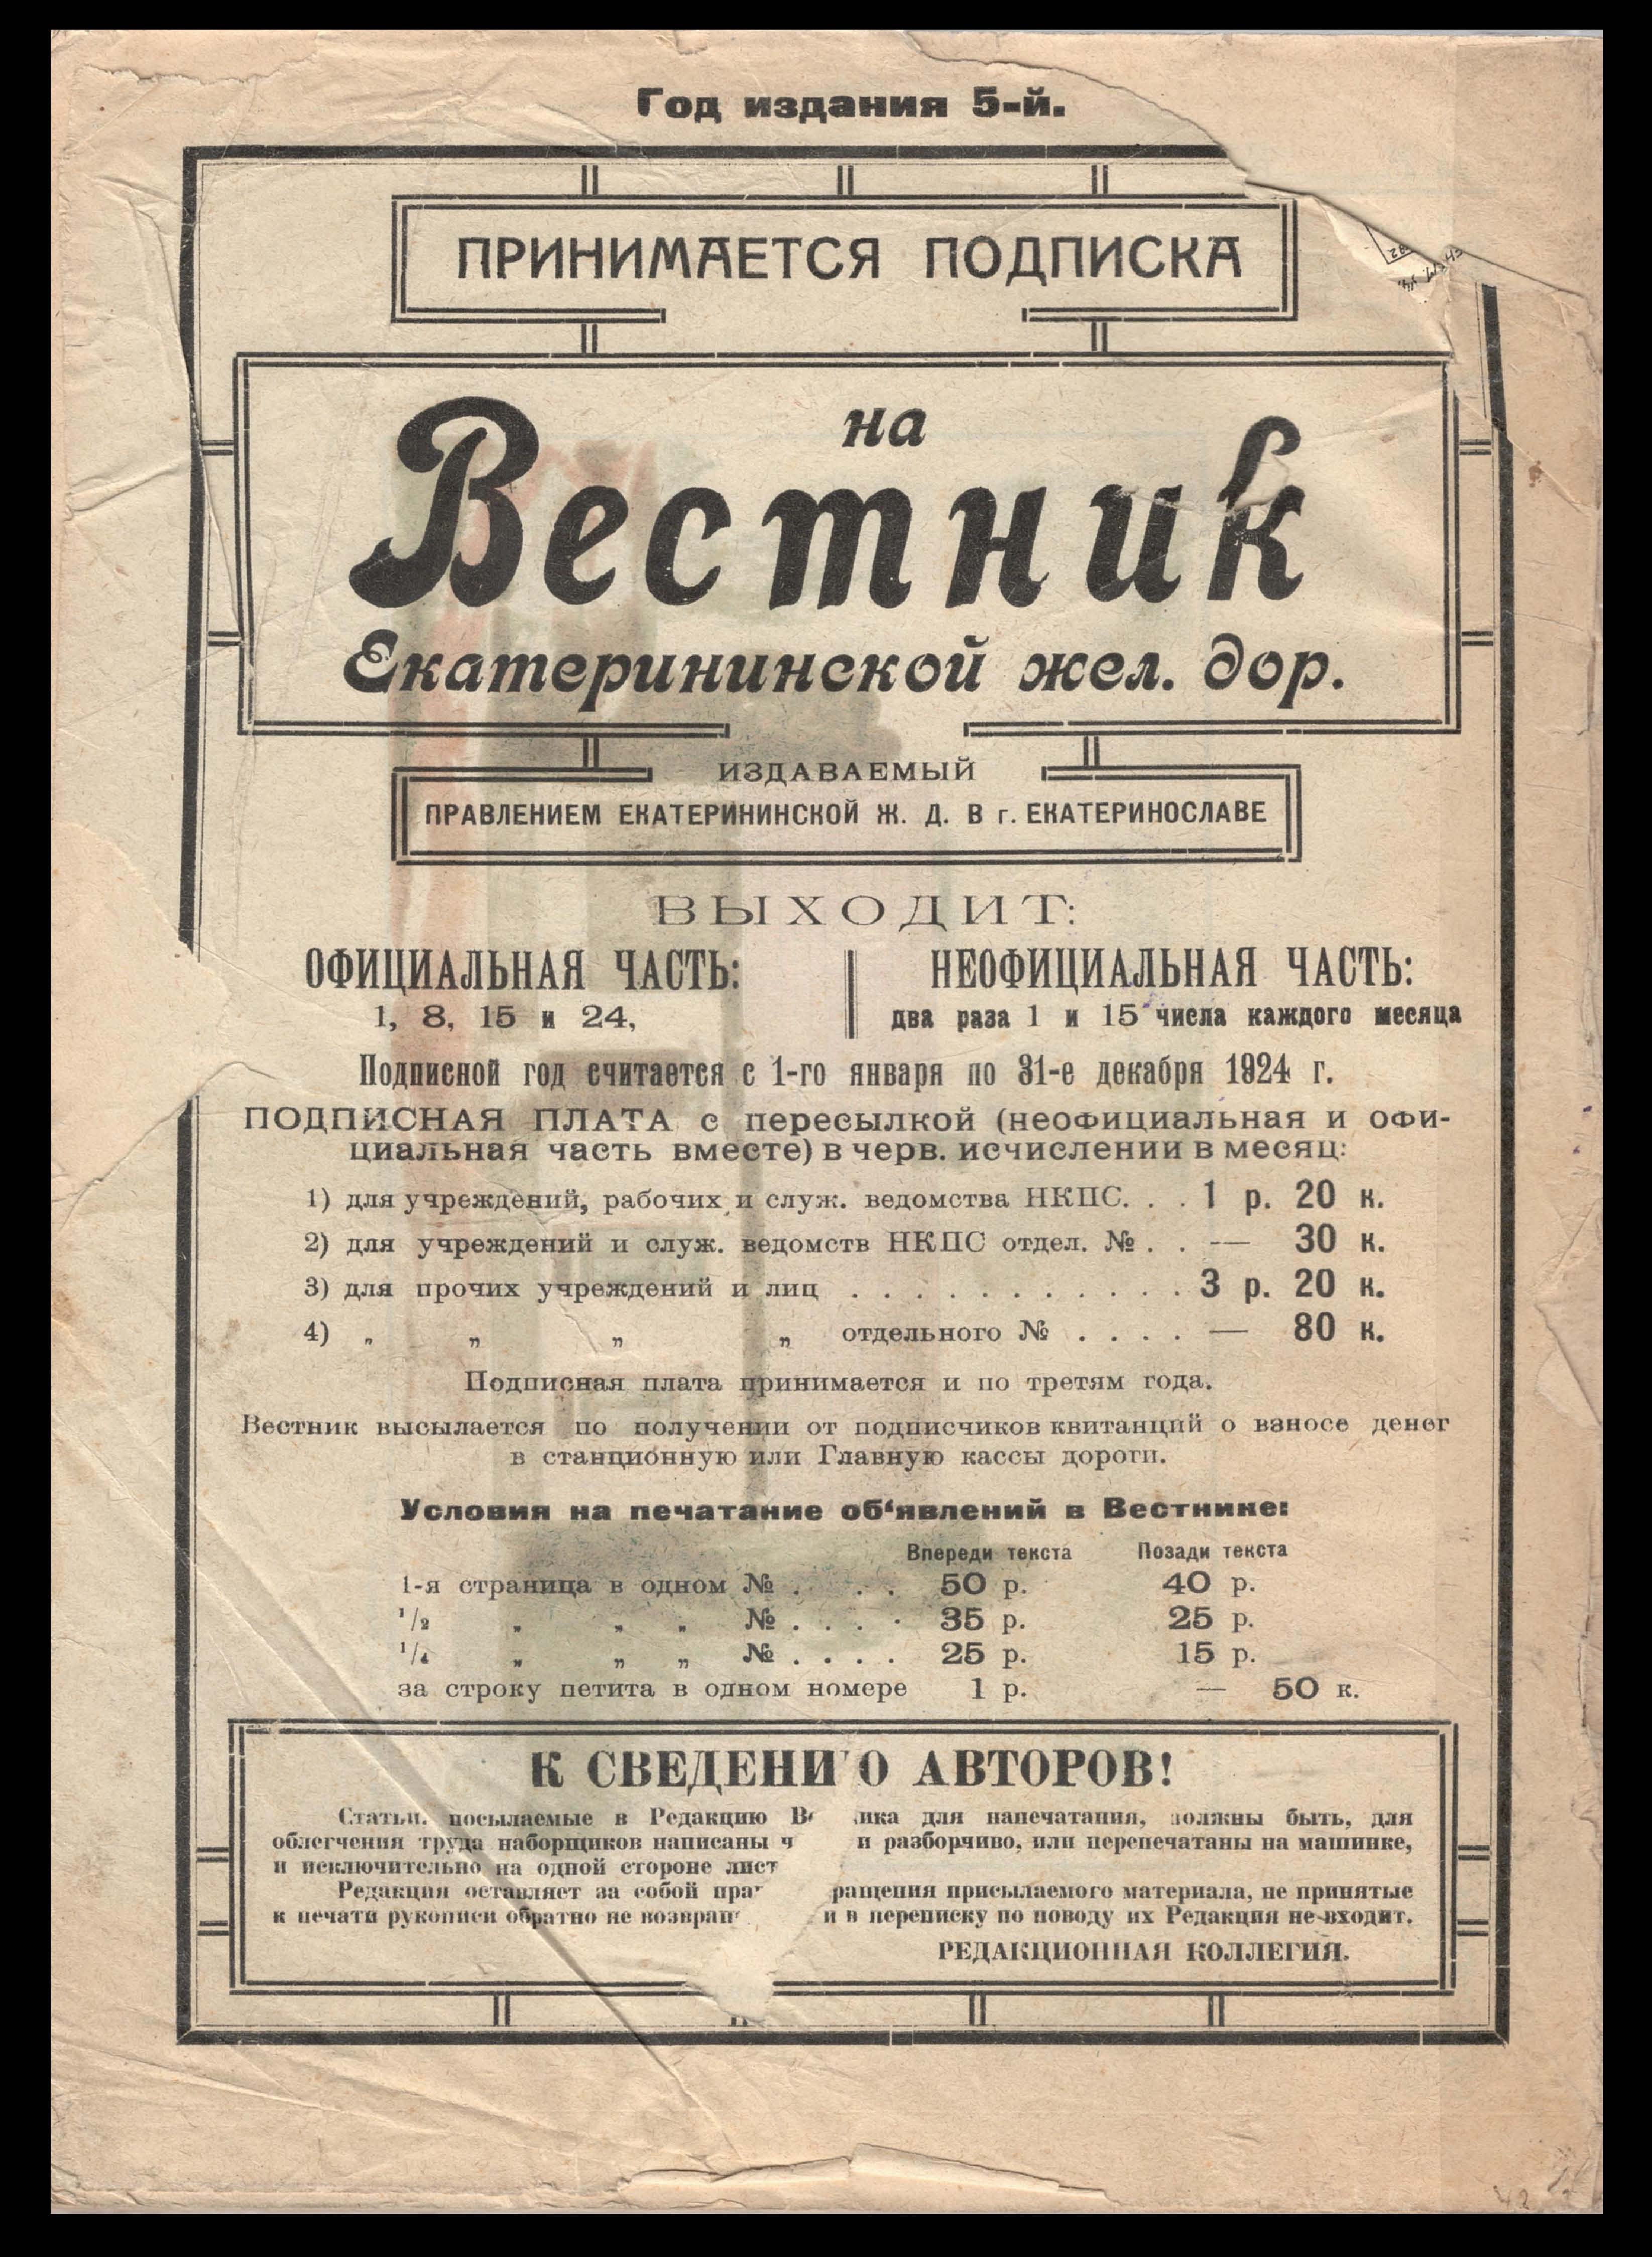 Год издания 5-й.
ПРИНИМАЕТСЯ ПОДПИСКА
на
Вестник
Екатерининской жел. дор.
ИЗДАВАЕМЫЙ
ПРАВЛЕНИЕМ ЕКАТЕРИНИНСКОЙ Ж. Д. В г. ЕКАТЕРИНОСЛАВЕ
ВЫХОДИТ:
ОФИЦИАЛЬНАЯ ЧАСТЬ:
1, 8, 15 и 24,
НЕОФИЦИАЛЬНАЯ ЧАСТЬ:
два раза 1 и 15 числа каждого месяца
Подписной год считается с 1-го января по 31-е декабря 1924 г.
ПОДПИСНАЯ ПЛАТА с пересылкой (неофициальная и офи-
циальная часть вместе) в черв. исчислении в месяц:
1) для учреждений, рабочих и служ. ведомства НКПС. . . 1 р. 20 к.
2) для учреждений и служ. ведомств НКПС отдел. № . . — 30 к.
3) для прочих учреждений и лиц . . . . . . . . . . . . 3 р. 20 к.
4) „ „ „ „ отдельного № . . . . — 80 к.
Подписная плата принимается и по третям года.
Вестник высылается по получении от подписчиков квитанций о взносе денег
в станционную или Главную кассы дороги.
Условия на печатание об‘явлений в Вестнике:
Впереди текста Позади текста
1-я страница в одном № . . . 50 р. 40 р.
1/2 „ „ „ № . . . . 35 р. 25 р.
1/4 „ „ „ № . . . . 25 р. 15 р.
за строку петита в одном номере 1 р. — 50 к.
К СВЕДЕНИЮ АВТОРОВ!
Статьи, посылаемые в Редакцию для напечатания, должны быть, для
облегчения труда наборщиков написаны и разборчиво, или перепечатаны на машинке,
и исключительно на одной стороне
Редакция оставляет за собой присылаемого материала, не принятые
к печати рукописи обратно не и в переписку по поводу их Редакция не входит.
РЕДАКЦИОННАЯ КОЛЛЕГИЯ.